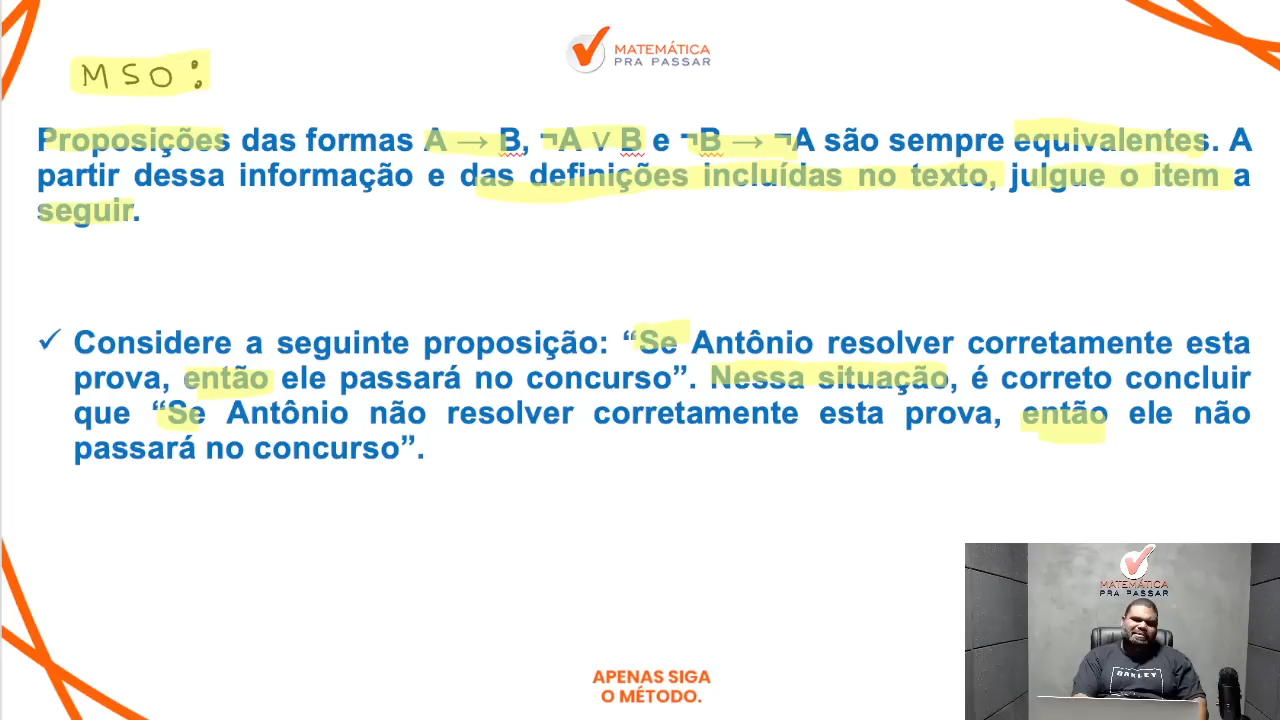 MATEMÁTICA
PRA PASSAR
MSO:
Proposições das formas A → B, ¬A ∨ B e ¬B → ¬A são sempre equivalentes. A
partir dessa informação e das definições incluídas no texto, julgue o item a
seguir.
✓ Considere a seguinte proposição: “Se Antônio resolver corretamente esta
prova, então ele passará no concurso”. Nessa situação, é correto concluir
que “Se Antônio não resolver corretamente esta prova, então ele não
passará no concurso”.
MATEMÁTICA
PRA PASSAR
OAKLEY
APENAS SIGA
O MÉTODO.